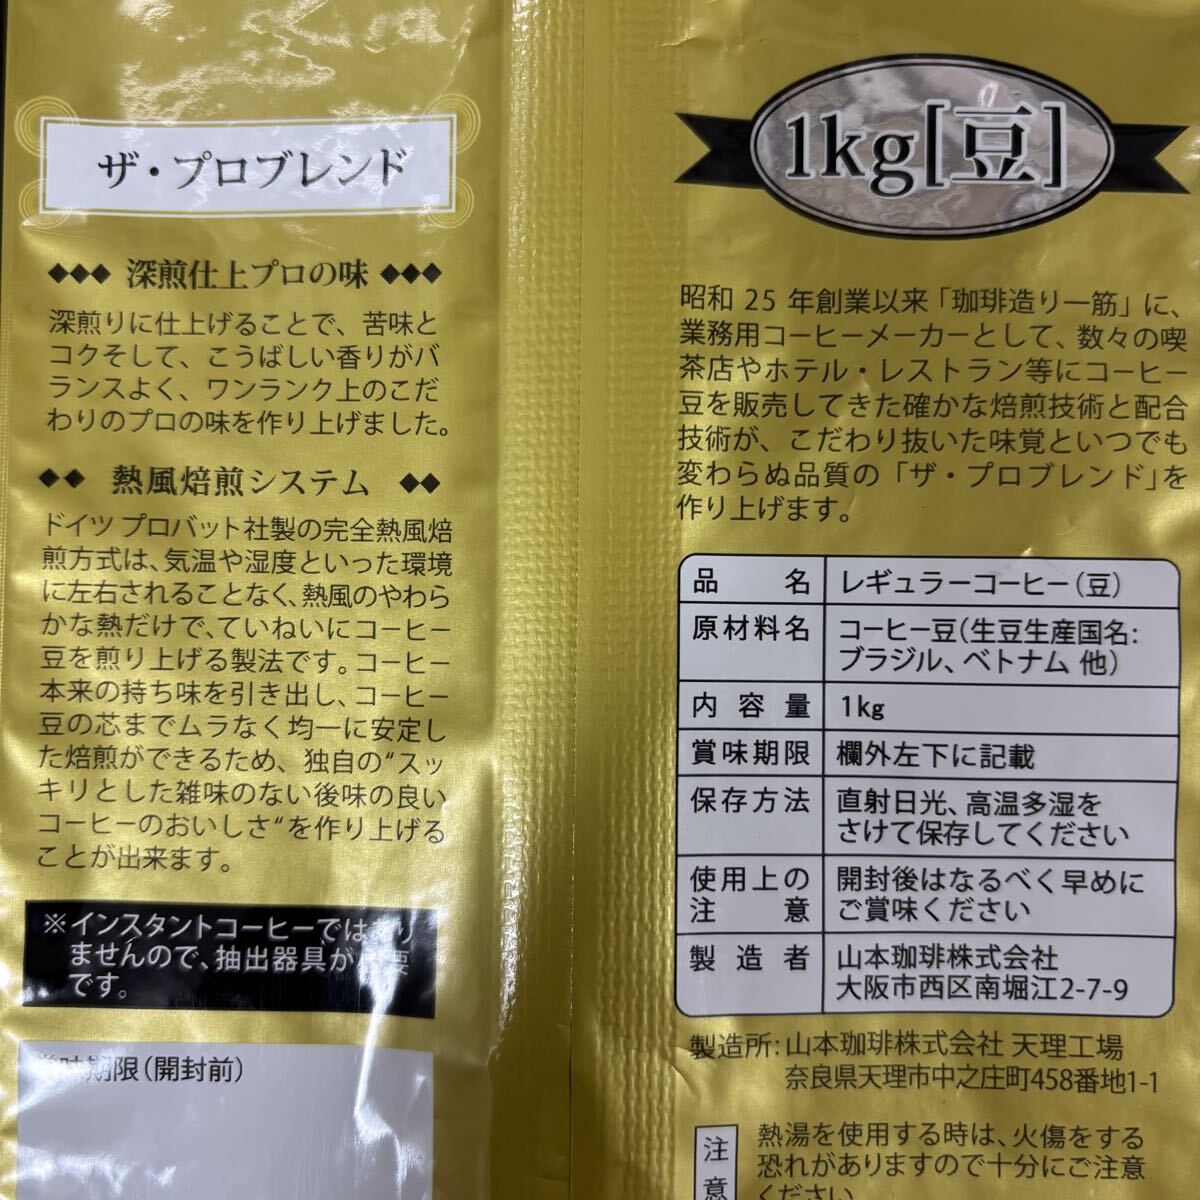 ザ・プロブレンド
◆◆◆ 深煎仕上プロの味 ◆◆◆
深煎りに仕上げることで、苦味と
コクそして、こうばしい香りがバ
ランスよく、ワンランク上のこだ
わりのプロの味を作り上げました。
◆◆ 熱風焙煎システム ◆◆
ドイツ プロバット社製の完全熱風焙
煎方式は、気温や湿度といった環境
に左右されることなく、熱風のやわら
かな熱だけで、ていねいにコーヒー
豆を煎り上げる製法です。コーヒー
本来の持ち味を引き出し、コーヒー
豆の芯までムラなく均一に安定し
た焙煎ができるため、独自の“スッ
キリとした雑味のない後味の良い
コーヒーのおいしさ“を作り上げる
ことが出来ます。
※インスタントコーヒーではあり
ませんので、抽出器具が必要
です。
賞味期限(開封前)
1kg[豆]
昭和 25 年創業以来「珈琲造り一筋」に、
業務用コーヒーメーカーとして、数々の喫
茶店やホテル・レストラン等にコーヒー
豆を販売してきた確かな焙煎技術と配合
技術が、こだわり抜いた味覚といつでも
変わらぬ品質の「ザ・プロブレンド」を
作り上げます。
品名 レギュラーコーヒー(豆)
原材料名 コーヒー豆(生豆生産国名:
ブラジル、ベトナム 他)
内容量 1kg
賞味期限 欄外左下に記載
保存方法 直射日光、高温多湿を
さけて保存してください
使用上の 開封後はなるべく早めに
注意 ご賞味ください
製造者 山本珈琲株式会社
大阪市西区南堀江2-7-9
製造所:山本珈琲株式会社 天理工場
奈良県天理市中之庄町458番地1-1
注意
熱湯を使用する時は、火傷をする
恐れがありますので十分にご注意
ください